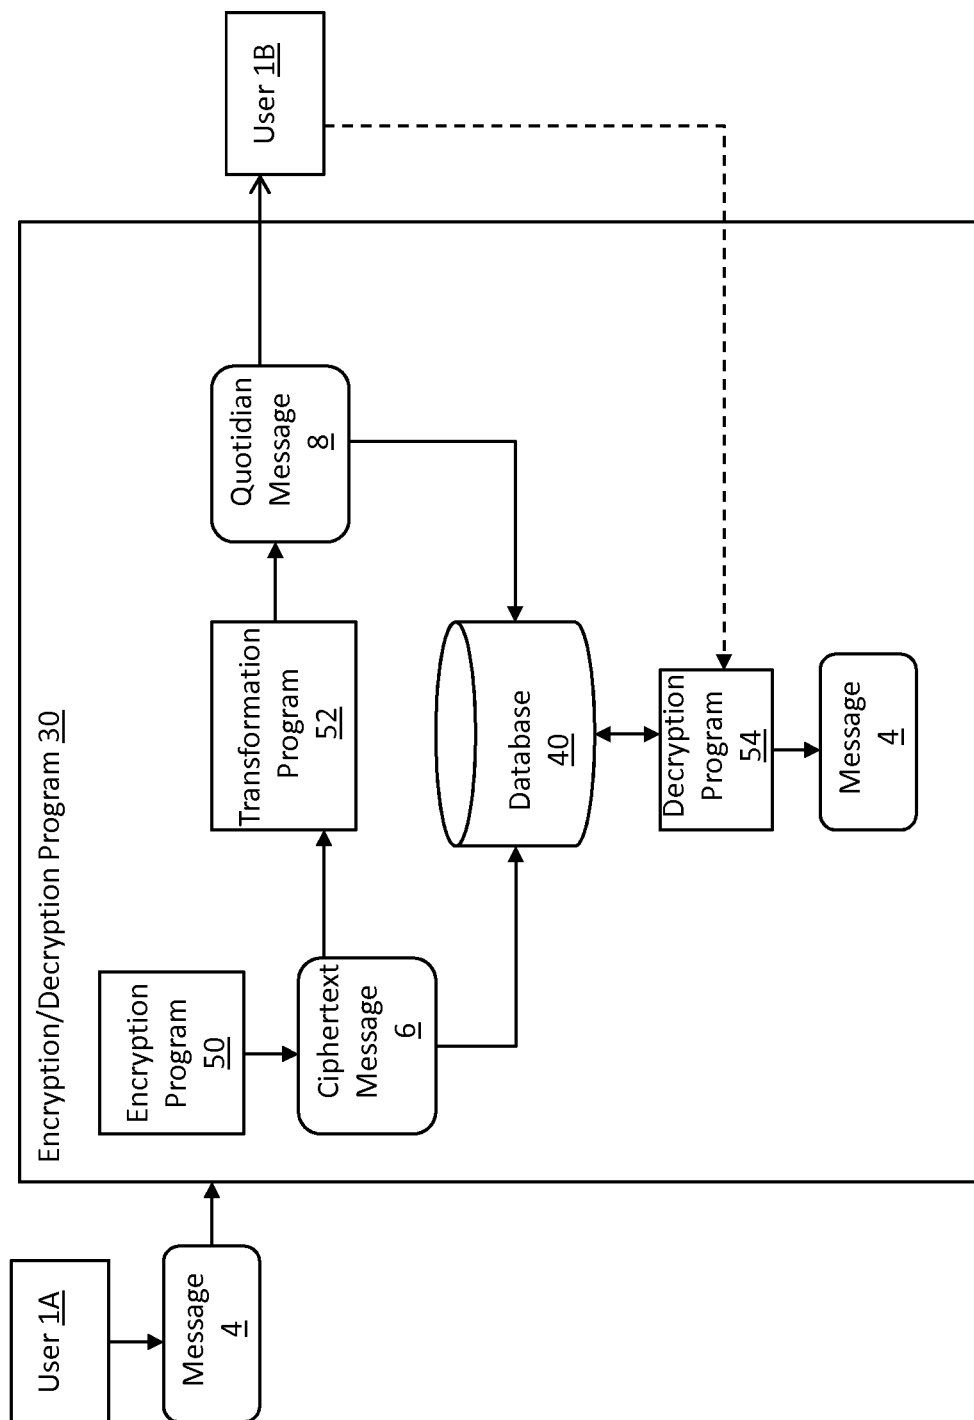 Encryption/Decryption Program 30
User 1A
Message
4
Encryption
Program
50
Ciphertext
Message
6
Transformation
Program
52
Quotidian
Message
8
User 1B
Database
40
Decryption
Program
54
Message
4